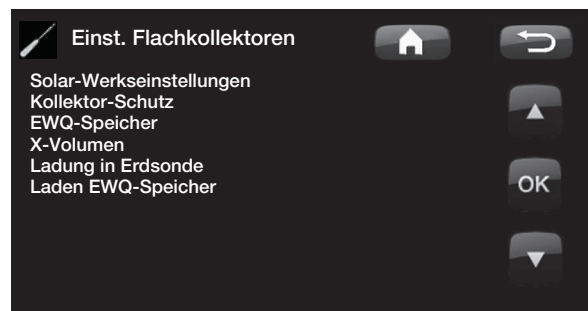 Einst. Flachkollektoren
Solar-Werkseinstellungen
Kollektor-Schutz
EWQ-Speicher
X-Volumen
Ladung in Erdsonde
Laden EWQ-Speicher
OK